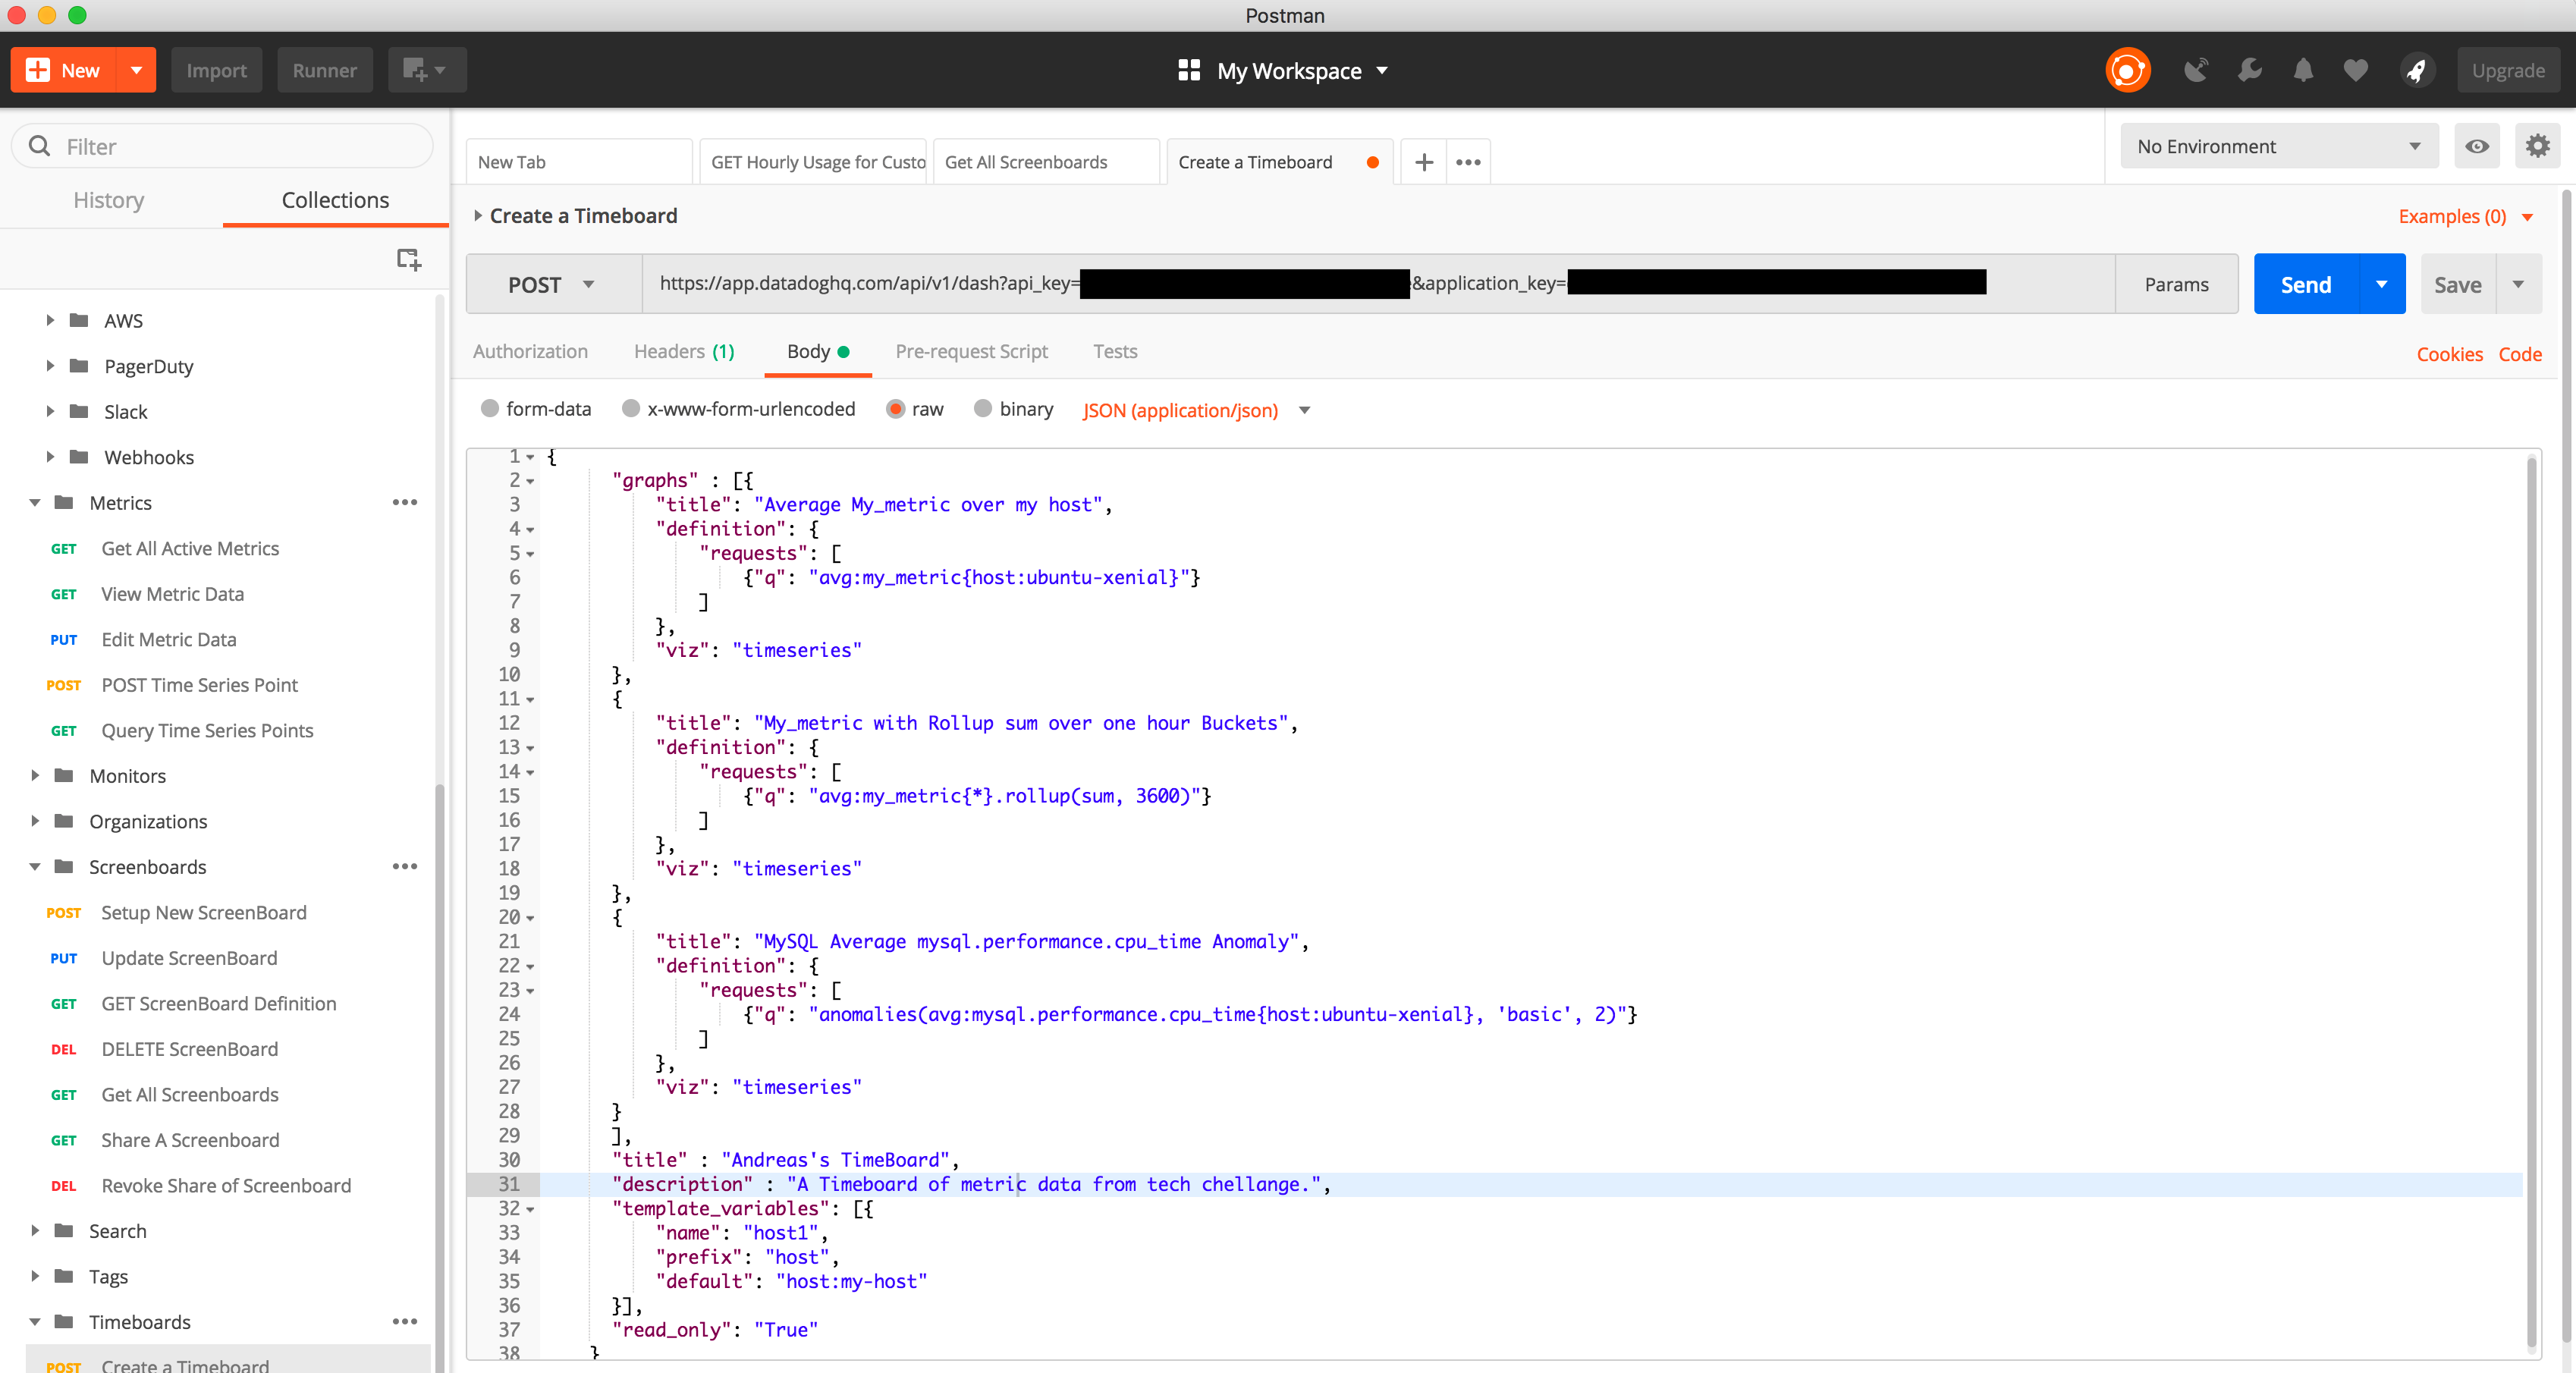 Postman
New
Import
Runner
My Workspace
Upgrade
Filter
History
Collections
AWS
PagerDuty
Slack
Webhooks
Metrics
GET Get All Active Metrics
GET View Metric Data
PUT Edit Metric Data
POST POST Time Series Point
GET Query Time Series Points
Monitors
Organizations
Screenboards
POST Setup New ScreenBoard
PUT Update ScreenBoard
GET GET ScreenBoard Definition
DEL DELETE ScreenBoard
GET Get All Screenboards
GET Share A Screenboard
DEL Revoke Share of Screenboard
Search
Tags
Timeboards
POST Create a Timeboard
New Tab
GET Hourly Usage for Custo
Get All Screenboards
Create a Timeboard
No Environment
Create a Timeboard
Examples (0)
POST
https://app.datadoghq.com/api/v1/dash?api_key=
&application_key=
Params
Send
Save
Authorization
Headers (1)
Body
Pre-request Script
Tests
Cookies
Code
form-data
x-www-form-urlencoded
raw
binary
JSON (application/json)
1 {
2 "graphs" : [{
3 "title": "Average My_metric over my host",
4 "definition": {
5 "requests": [
6 {"q": "avg:my_metric{host:ubuntu-xenial}"}
7 ]
8 },
9 "viz": "timeseries"
10 },
11 {
12 "title": "My_metric with Rollup sum over one hour Buckets",
13 "definition": {
14 "requests": [
15 {"q": "avg:my_metric{*}.rollup(sum, 3600)"}
16 ]
17 },
18 "viz": "timeseries"
19 },
20 {
21 "title": "MySQL Average mysql.performance.cpu_time Anomaly",
22 "definition": {
23 "requests": [
24 {"q": "anomalies(avg:mysql.performance.cpu_time{host:ubuntu-xenial}, 'basic', 2)"}
25 ]
26 },
27 "viz": "timeseries"
28 }
29 ],
30 "title" : "Andreas's TimeBoard",
31 "description" : "A Timeboard of metric data from tech chellange.",
32 "template_variables": [{
33 "name": "host1",
34 "prefix": "host",
35 "default": "host:my-host"
36 }],
37 "read_only": "True"
38 }